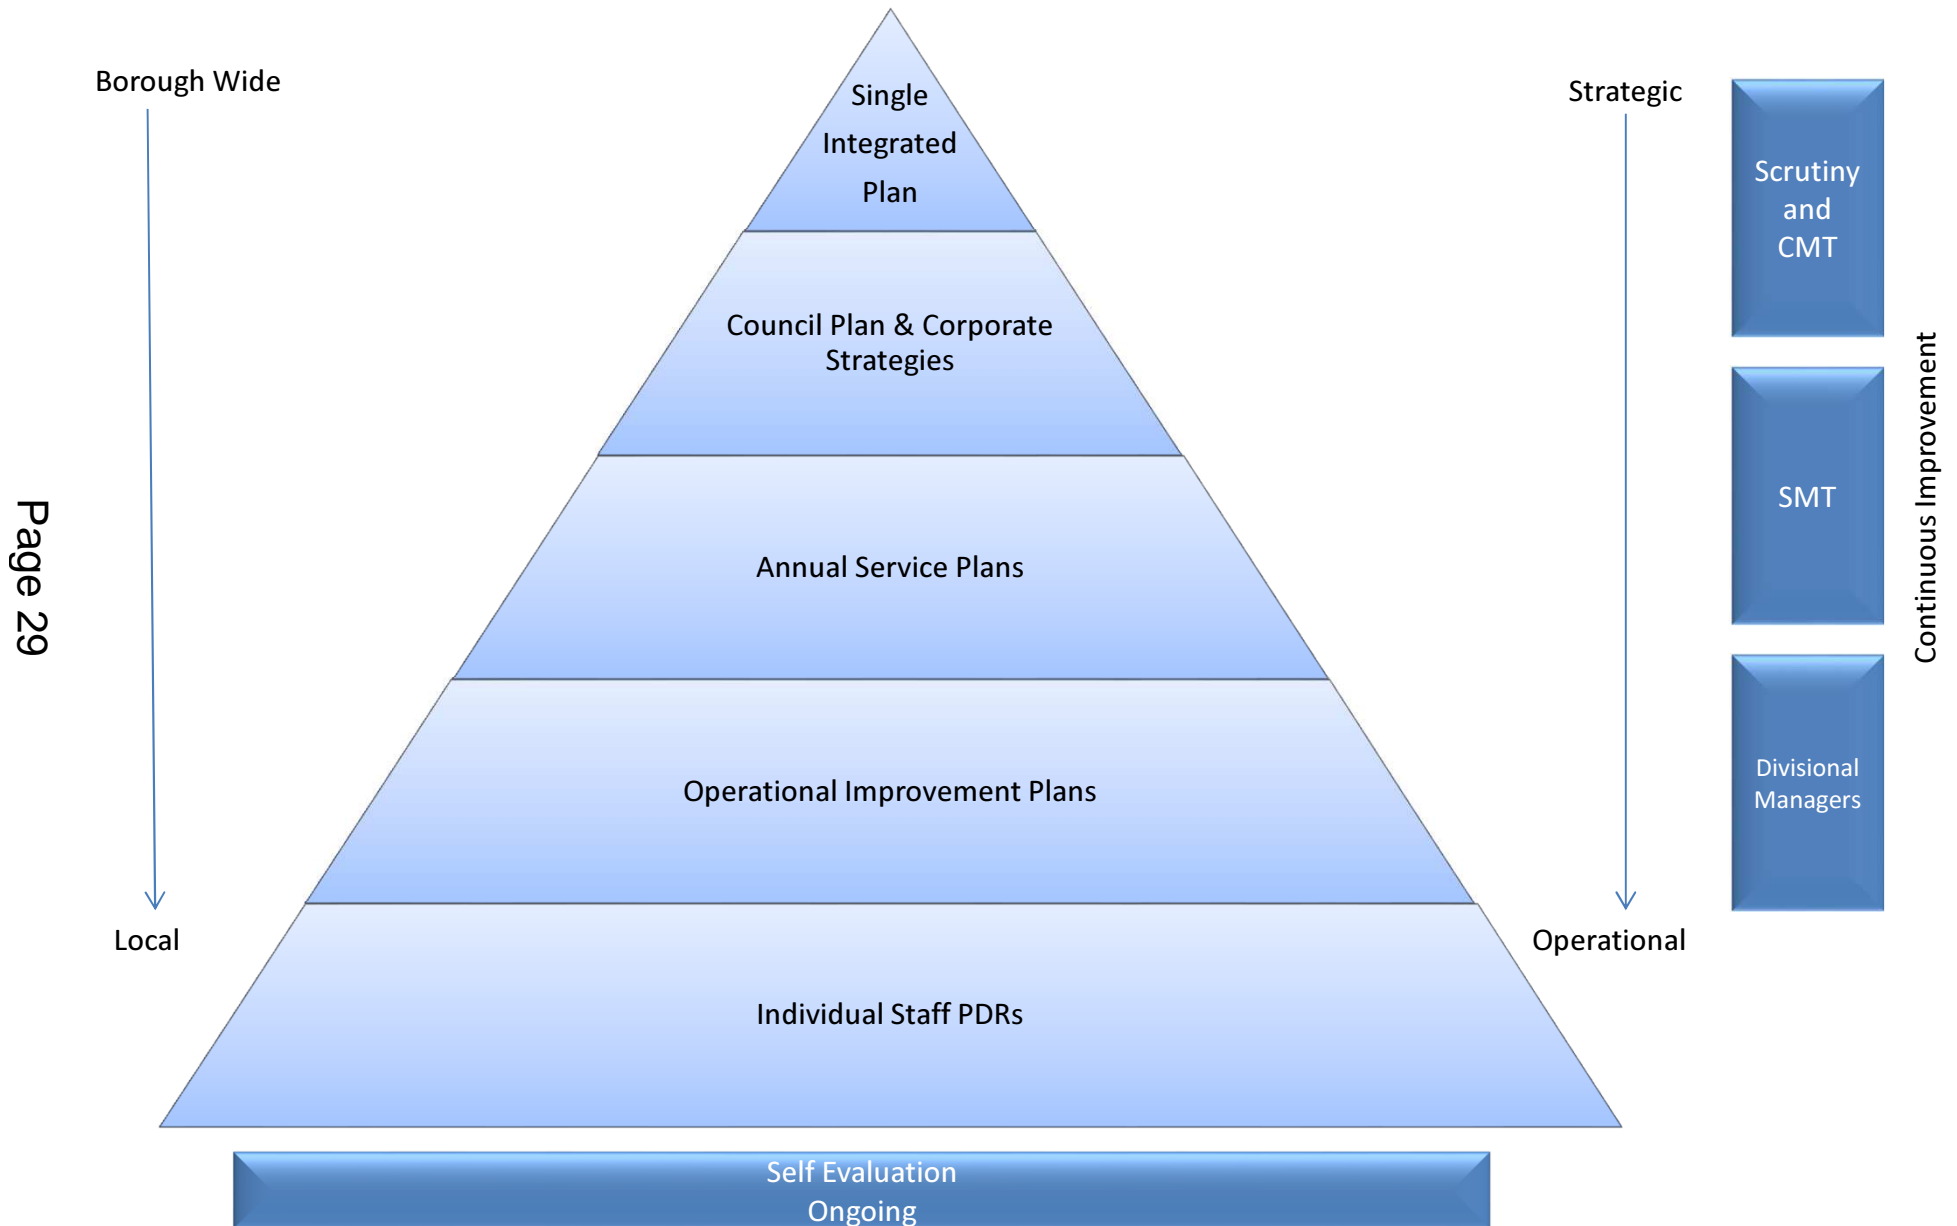 Borough Wide
Local
Single
Integrated
Plan
Council Plan & Corporate
Strategies
Annual Service Plans
Operational Improvement Plans
Individual Staff PDRs
Strategic
Operational
Scrutiny
and
CMT
SMT
Divisional
Managers
Continuous Improvement
Self Evaluation
Ongoing
Page 29